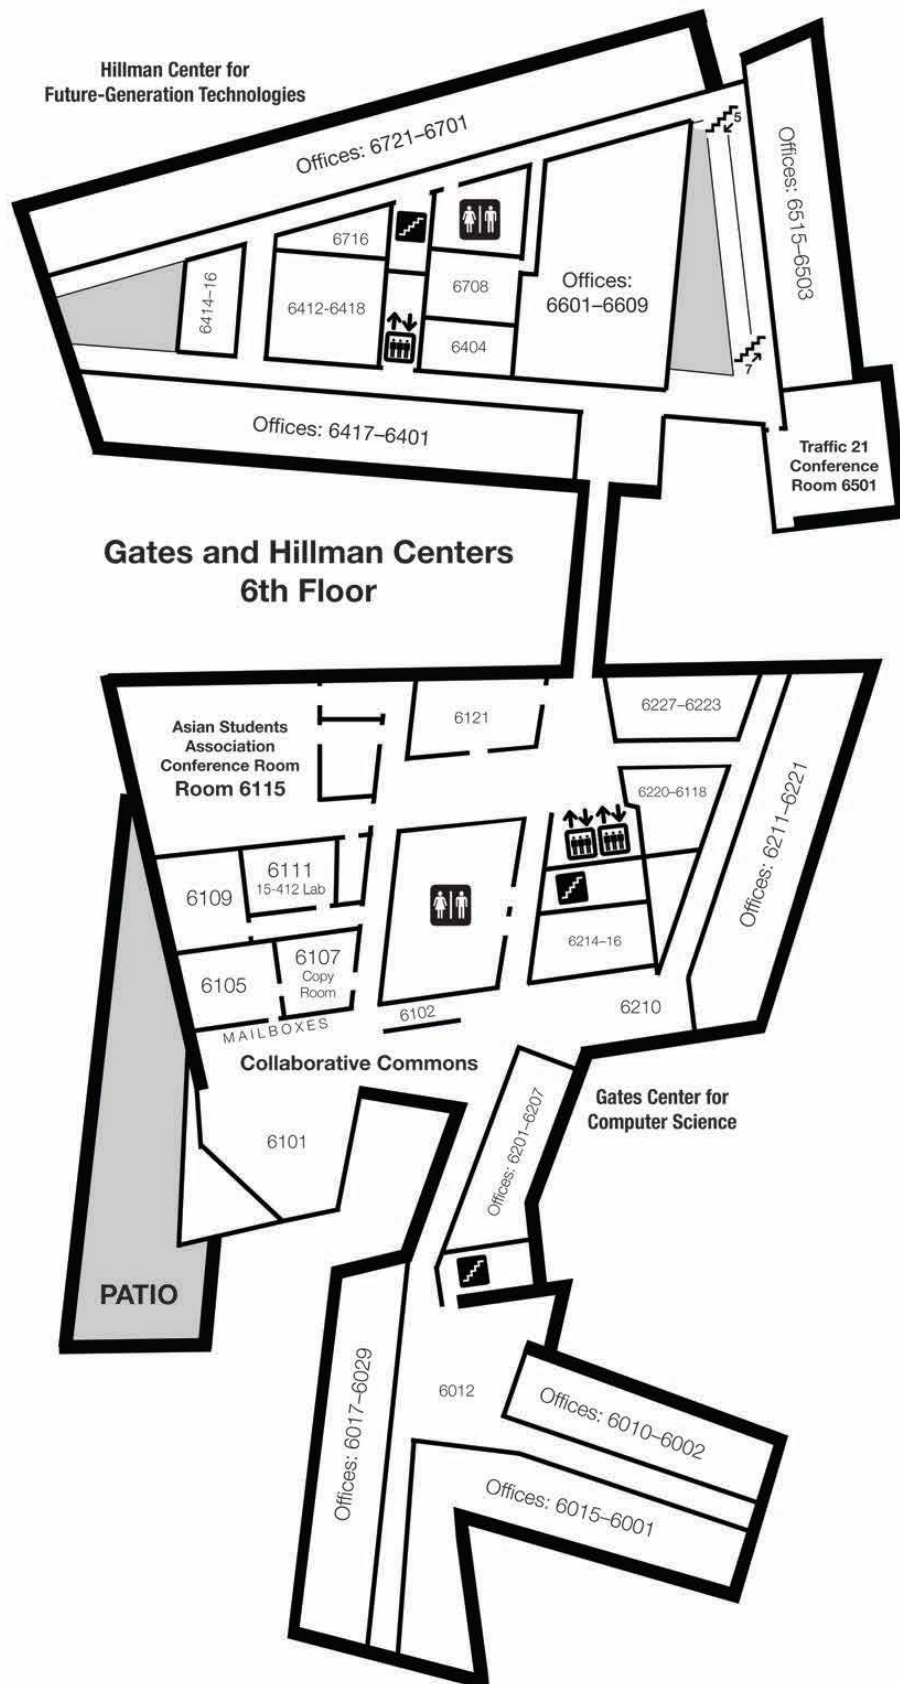 Hillman Center for
Future-Generation Technologies
Offices: 6721–6701
5
Offices: 6515–6503
6716
6414–16
6412-6418
6708
6404
Offices:
6601–6609
7
Offices: 6417–6401
Traffic 21
Conference
Room 6501
Gates and Hillman Centers
6th Floor
Asian Students
Association
Conference Room
Room 6115
6121
6227–6223
6220–6118
Offices: 6211–6221
6109
6111
15-412 Lab
6105
6107
Copy
Room
6214–16
6102
6210
MAILBOXES
Collaborative Commons
Gates Center for
Computer Science
6101
Offices: 6201–6207
PATIO
Offices: 6017–6029
6012
Offices: 6010–6002
Offices: 6015–6001